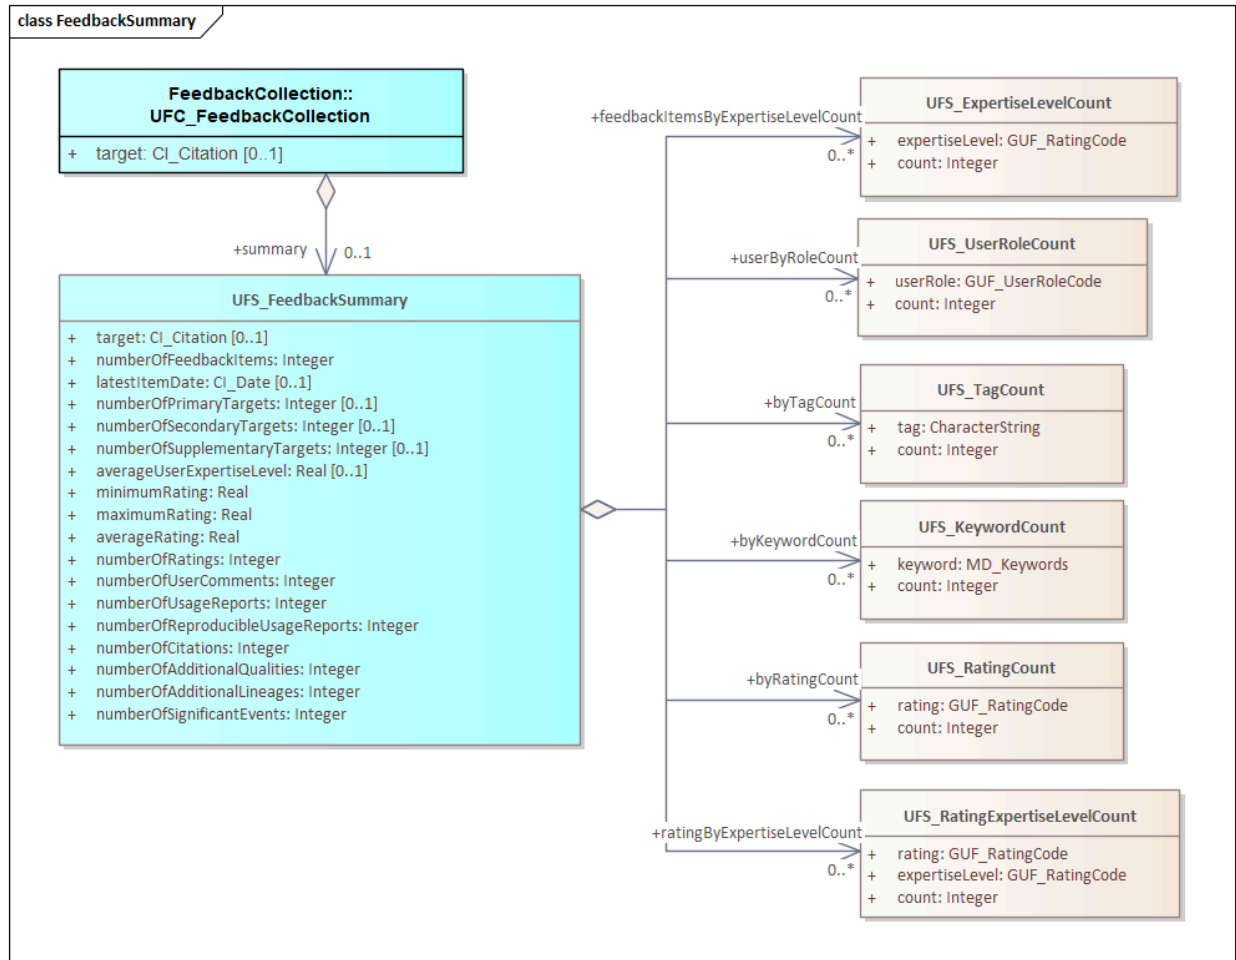 class FeedbackSummary
FeedbackCollection::
UFC_FeedbackCollection
+ target: CI_Citation [0..1]
+summary 0..1
UFS_FeedbackSummary
+ target: CI_Citation [0..1]
+ numberOfFeedbackItems: Integer
+ latestItemDate: CI_Date [0..1]
+ numberOfPrimaryTargets: Integer [0..1]
+ numberOfSecondaryTargets: Integer [0..1]
+ numberOfSupplementaryTargets: Integer [0..1]
+ averageUserExpertiseLevel: Real [0..1]
+ minimumRating: Real
+ maximumRating: Real
+ averageRating: Real
+ numberOfRatings: Integer
+ numberOfUserComments: Integer
+ numberOfUsageReports: Integer
+ numberOfReproducibleUsageReports: Integer
+ numberOfCitations: Integer
+ numberOfAdditionalQualities: Integer
+ numberOfAdditionalLineages: Integer
+ numberOfSignificantEvents: Integer
+feedbackItemsByExpertiseLevelCount
0..*
UFS_ExpertiseLevelCount
+ expertiseLevel: GUF_RatingCode
+ count: Integer
+userByRoleCount
0..*
UFS_UserRoleCount
+ userRole: GUF_UserRoleCode
+ count: Integer
+byTagCount
0..*
UFS_TagCount
+ tag: CharacterString
+ count: Integer
+byKeywordCount
0..*
UFS_KeywordCount
+ keyword: MD_Keywords
+ count: Integer
+byRatingCount
0..*
UFS_RatingCount
+ rating: GUF_RatingCode
+ count: Integer
+ratingByExpertiseLevelCount
0..*
UFS_RatingExpertiseLevelCount
+ rating: GUF_RatingCode
+ expertiseLevel: GUF_RatingCode
+ count: Integer